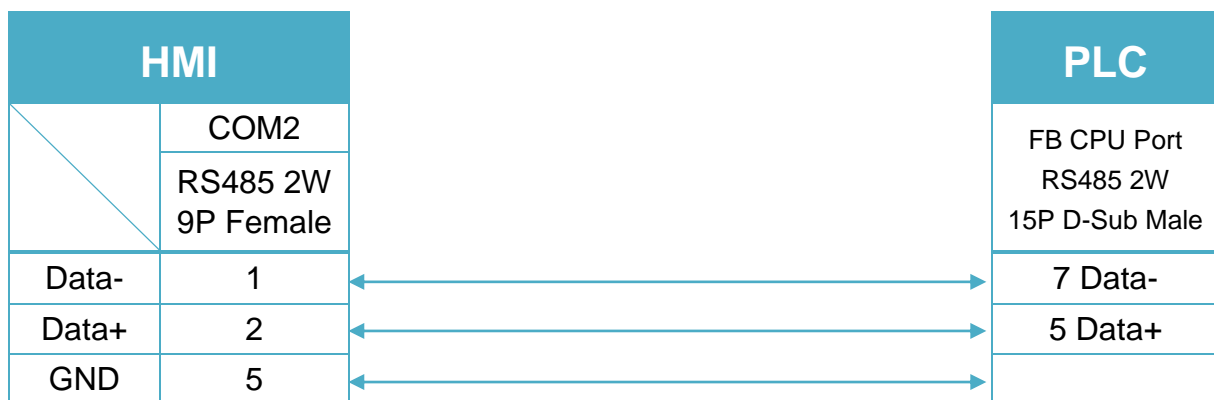 HMI
PLC
COM2
FB CPU Port
RS485 2W
RS485 2W
9P Female
15P D-Sub Male
Data-
1
7 Data-
Data+
2
5 Data+
GND
5